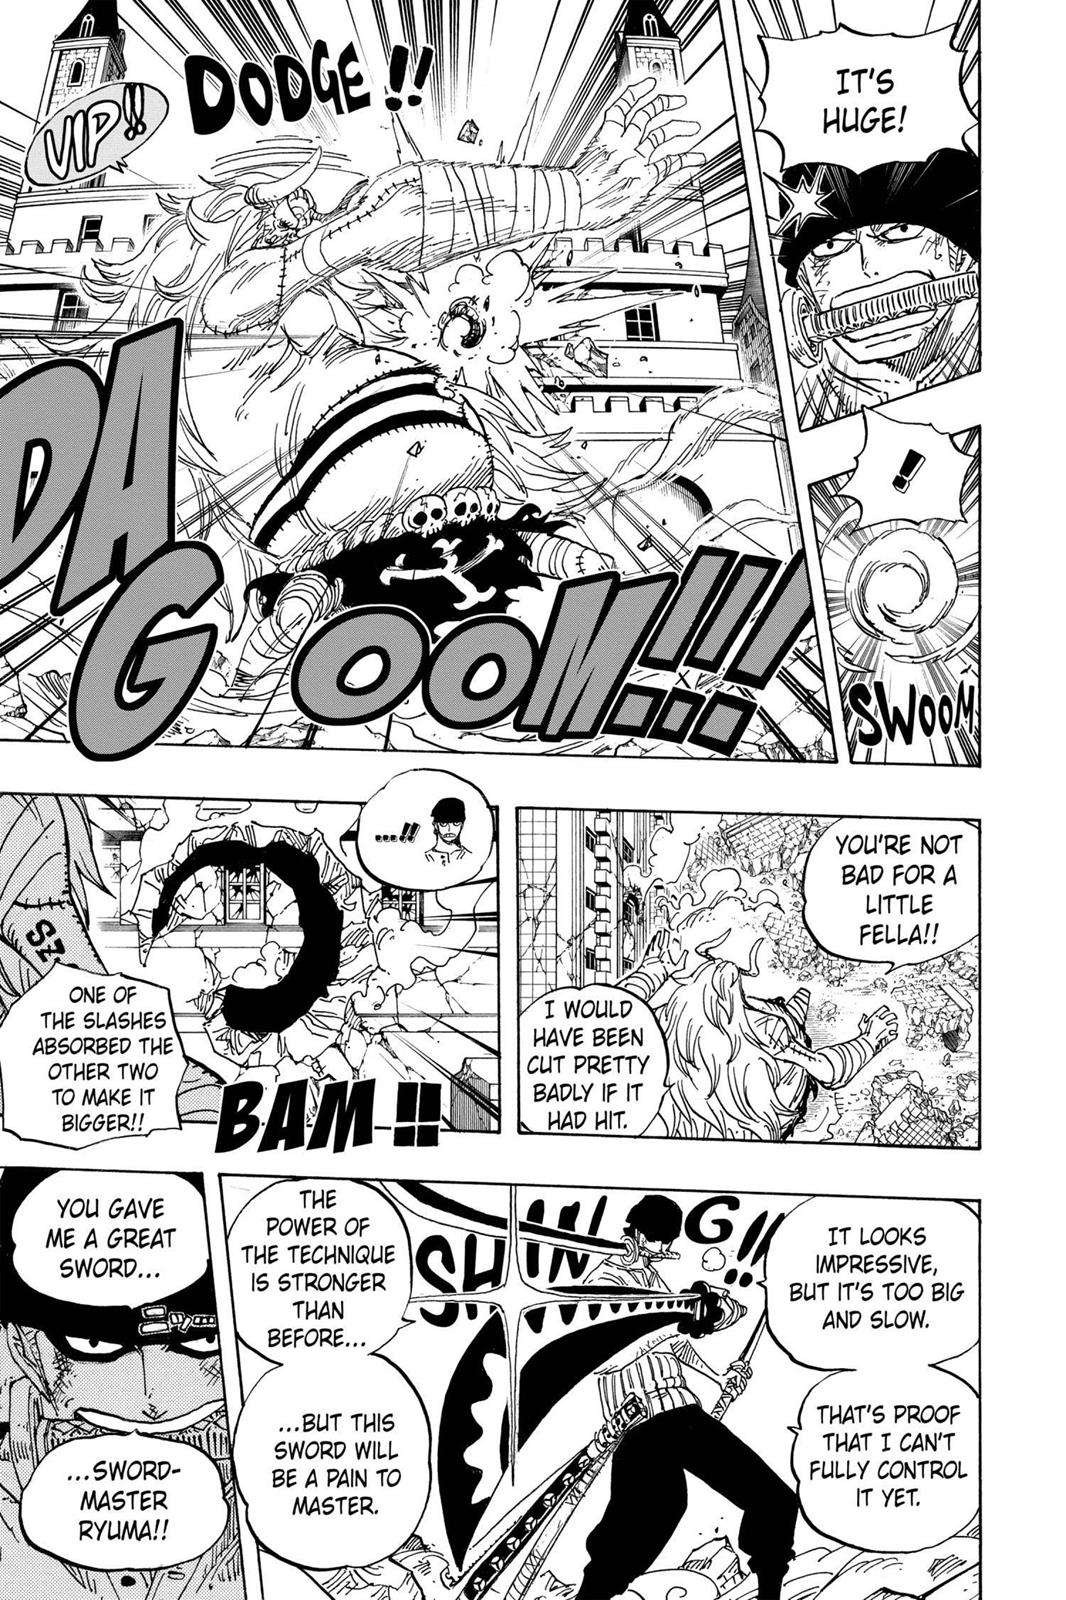 IT'S
HUGE!
!
SWOOM
DODGE!!
VIP!!
DA
GOOM!!!
YOU'RE NOT
BAD FOR A
LITTLE
FELLA!!
I WOULD
HAVE BEEN
CUT PRETTY
BADLY IF IT
HAD HIT.
...!!
SZ
ONE OF
THE SLASHES
ABSORBED THE
OTHER TWO
TO MAKE IT
BIGGER!!
BAM!!
SHING!!
IT LOOKS
IMPRESSIVE,
BUT IT'S TOO BIG
AND SLOW.
THAT'S PROOF
THAT I CAN'T
FULLY CONTROL
IT YET.
THE
POWER OF
THE TECHNIQUE
IS STRONGER
THAN
BEFORE...
...BUT THIS
SWORD WILL
BE A PAIN TO
MASTER.
YOU GAVE
ME A GREAT
SWORD...
...SWORD-
MASTER
RYUMA!!